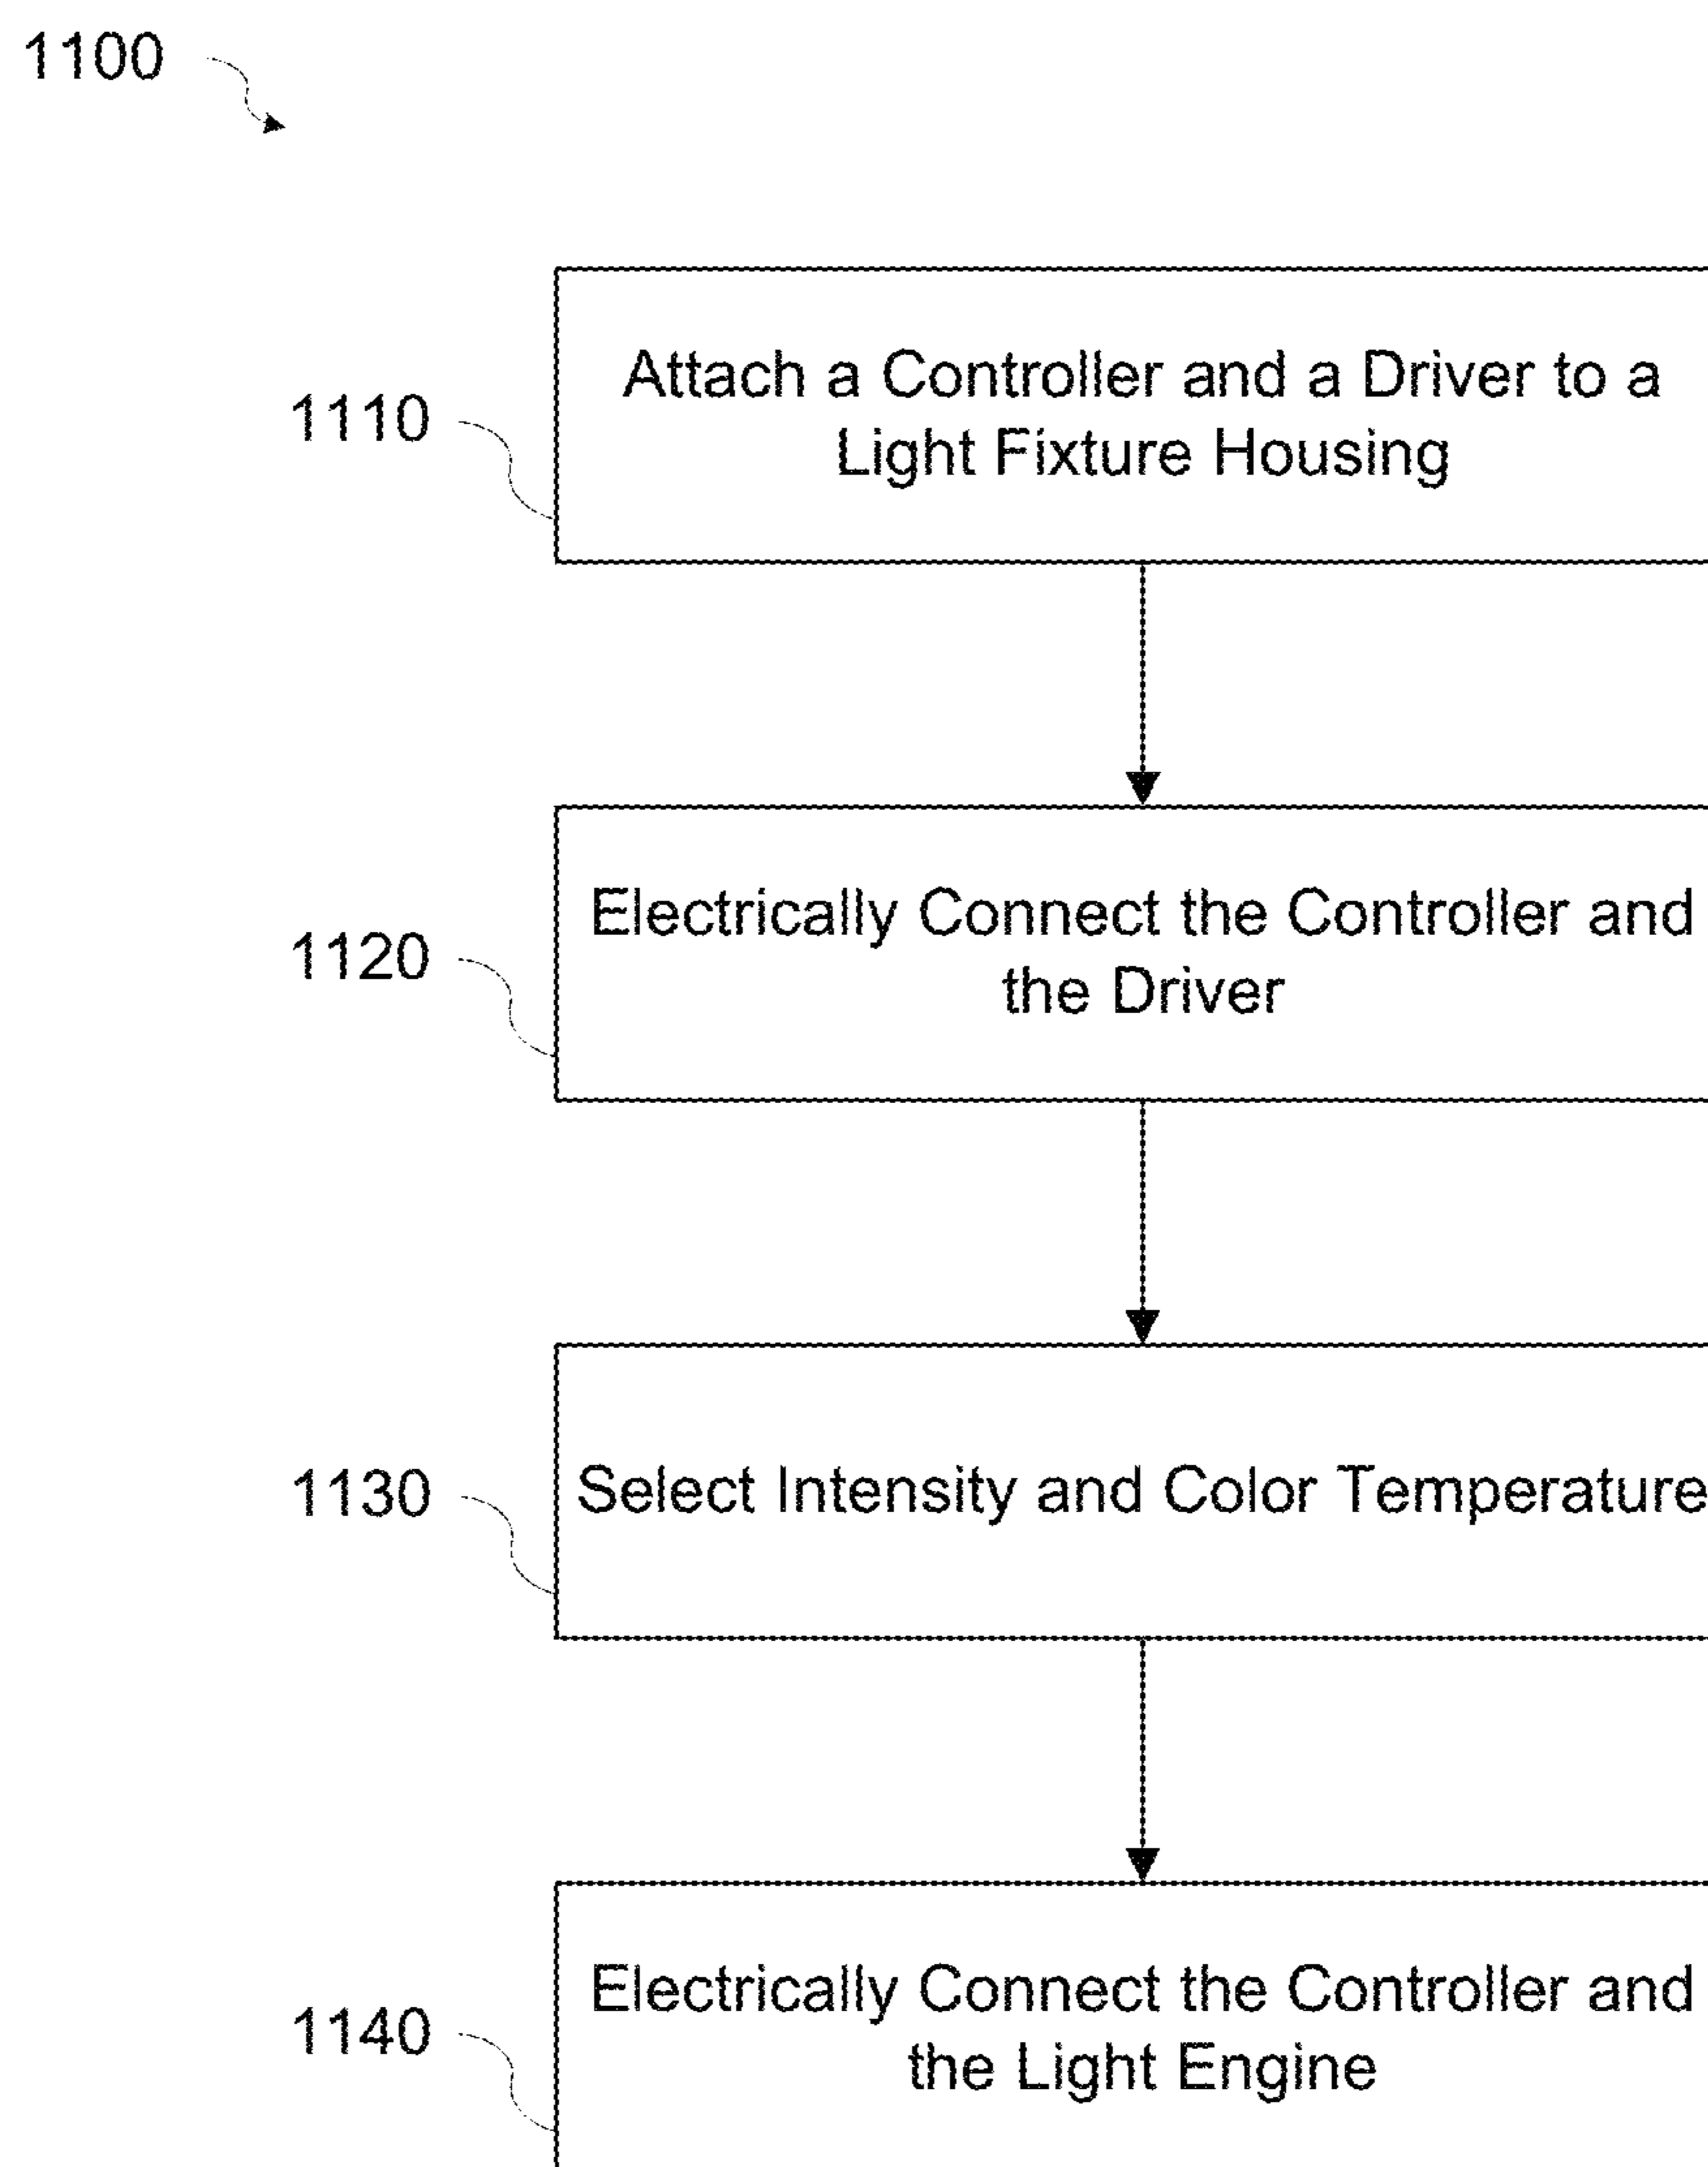 1100
1110
Attach a Controller and a Driver to a
Light Fixture Housing
1120
Electrically Connect the Controller and
the Driver
1130
Select Intensity and Color Temperature
1140
Electrically Connect the Controller and
the Light Engine